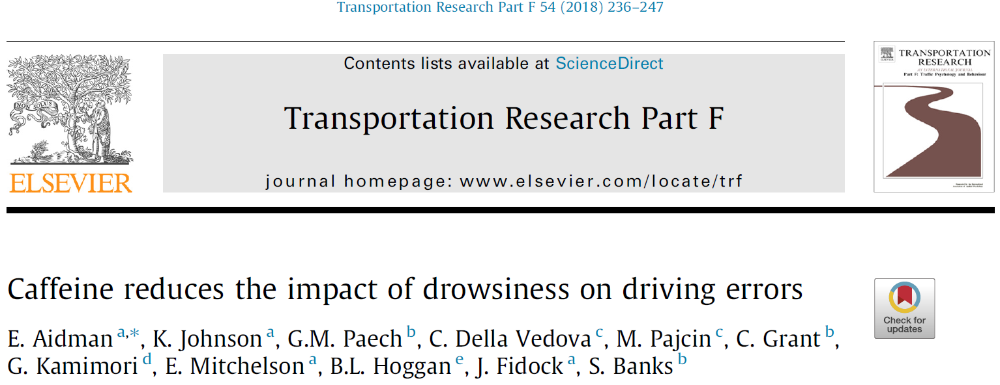 Transportation Research Part F 54 (2018) 236–247
Contents lists available at ScienceDirect
Transportation Research Part F
journal homepage: www.elsevier.com/locate/trf
NON SOLUS
ELSEVIER
TRANSPORTATION
RESEARCH
AN INTERNATIONAL JOURNAL
Part F: Traffic Psychology and Behaviour
Caffeine reduces the impact of drowsiness on driving errors
Check for
updates
E. Aidman a,*, K. Johnson a, G.M. Paech b, C. Della Vedova c, M. Pajcin c, C. Grant b,
G. Kamimori d, E. Mitchelson a, B.L. Hoggan e, J. Fidock a, S. Banks b